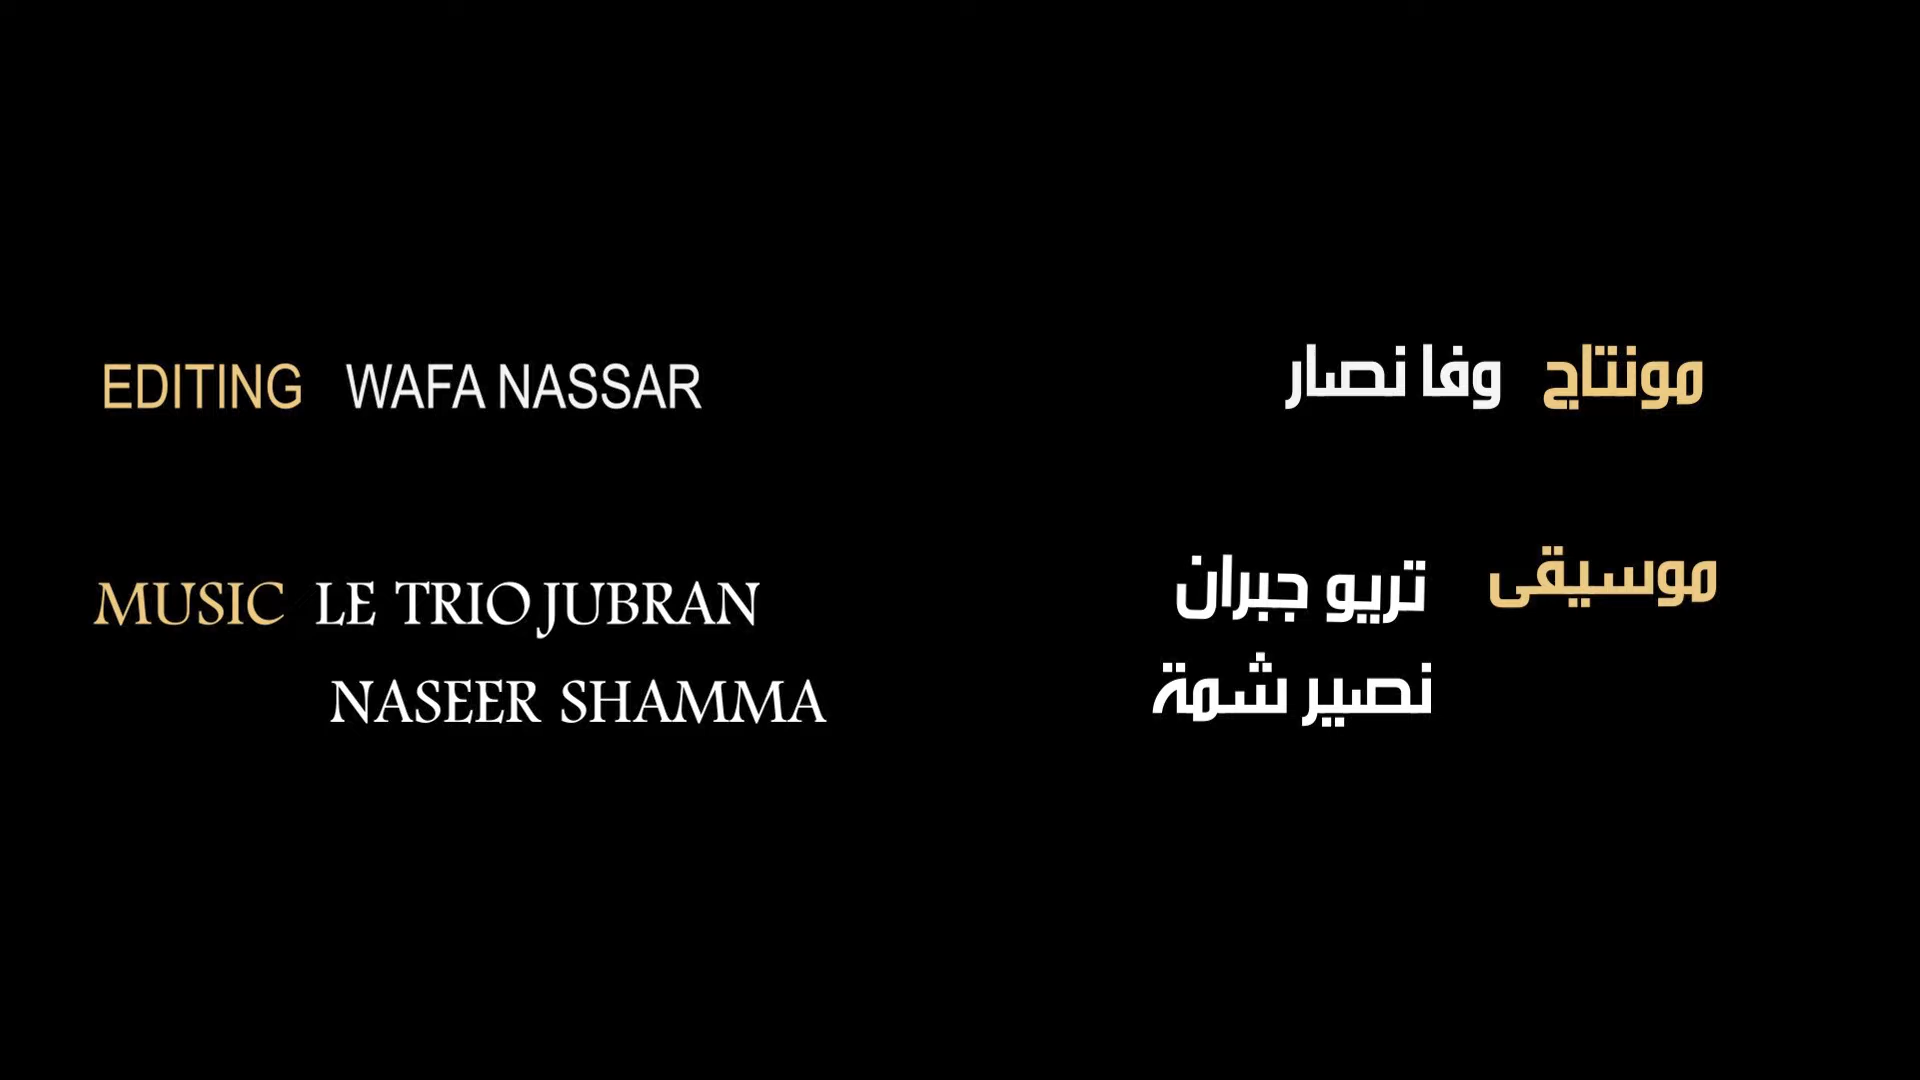 EDITING WAFA NASSAR
مونتاج وفا نصار
MUSIC LE TRIO JUBRAN
موسيقى تريو جبران
NASEER SHAMMA
نصير شمة